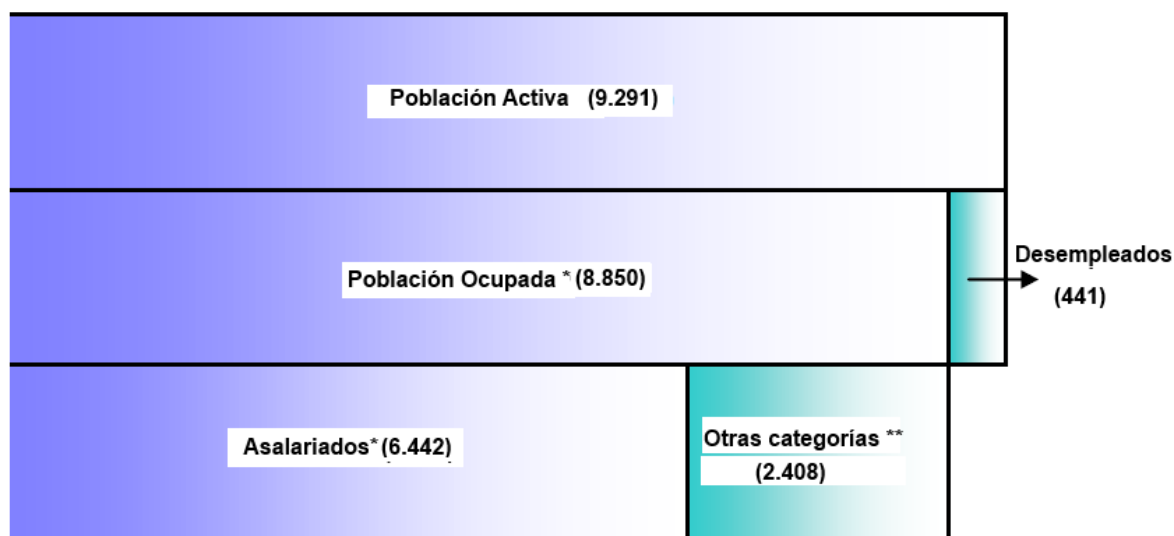 Población Activa (9.291)
Población Ocupada * (8.850)
Desempleados
(441)
Asalariados* (6.442)
Otras categorías **
(2.408)